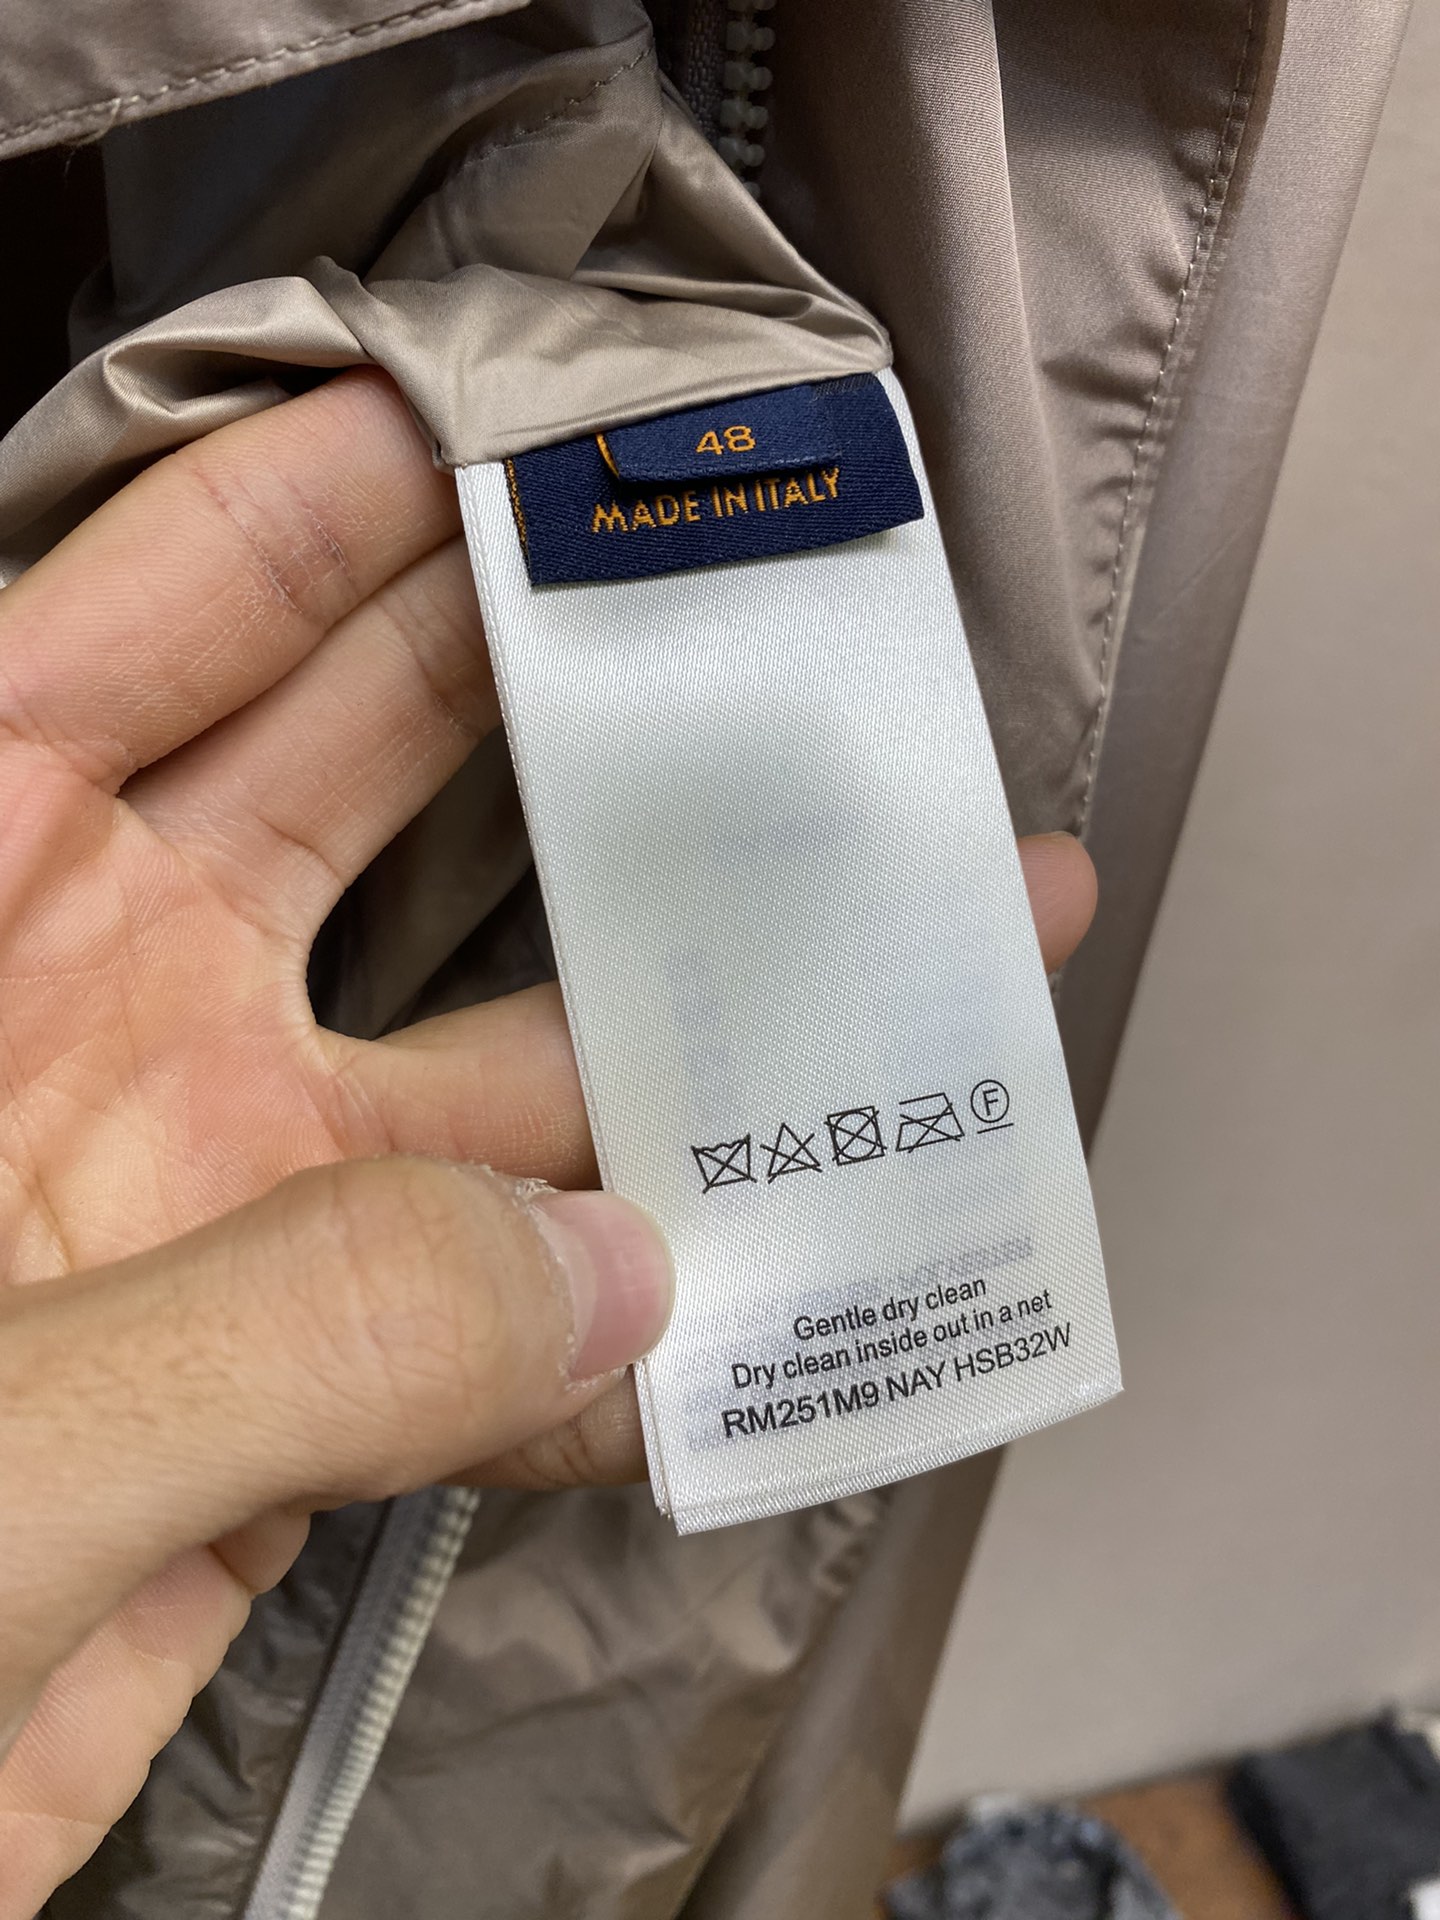 48
MADE IN ITALY
F
Gentle dry clean
Dry clean inside out in a net
RM251M9 NAY HSB32W